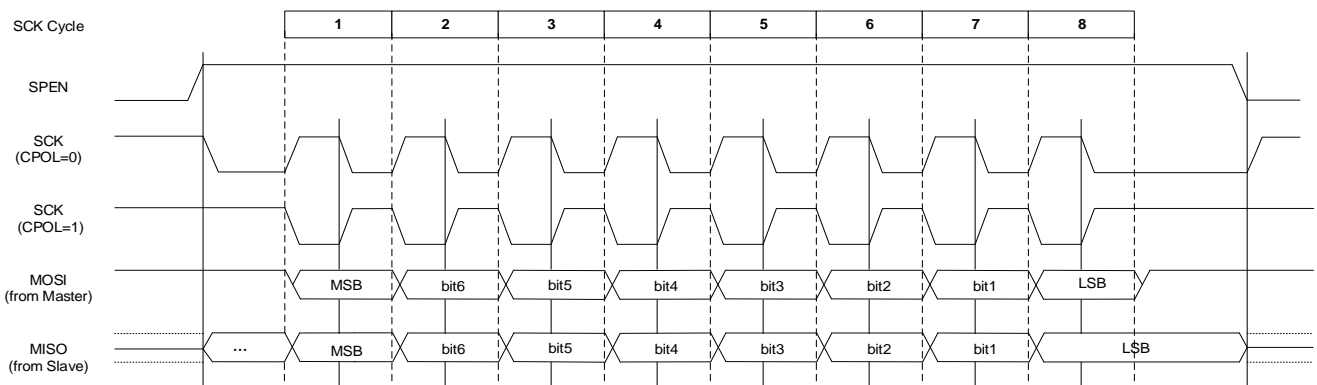 SCK Cycle 1 2 3 4 5 6 7 8
SPEN
SCK
(CPOL=0)
SCK
(CPOL=1)
MOSI
(from Master)
MSB bit6 bit5 bit4 bit3 bit2 bit1 LSB
MISO
(from Slave)
... MSB bit6 bit5 bit4 bit3 bit2 bit1 LSB